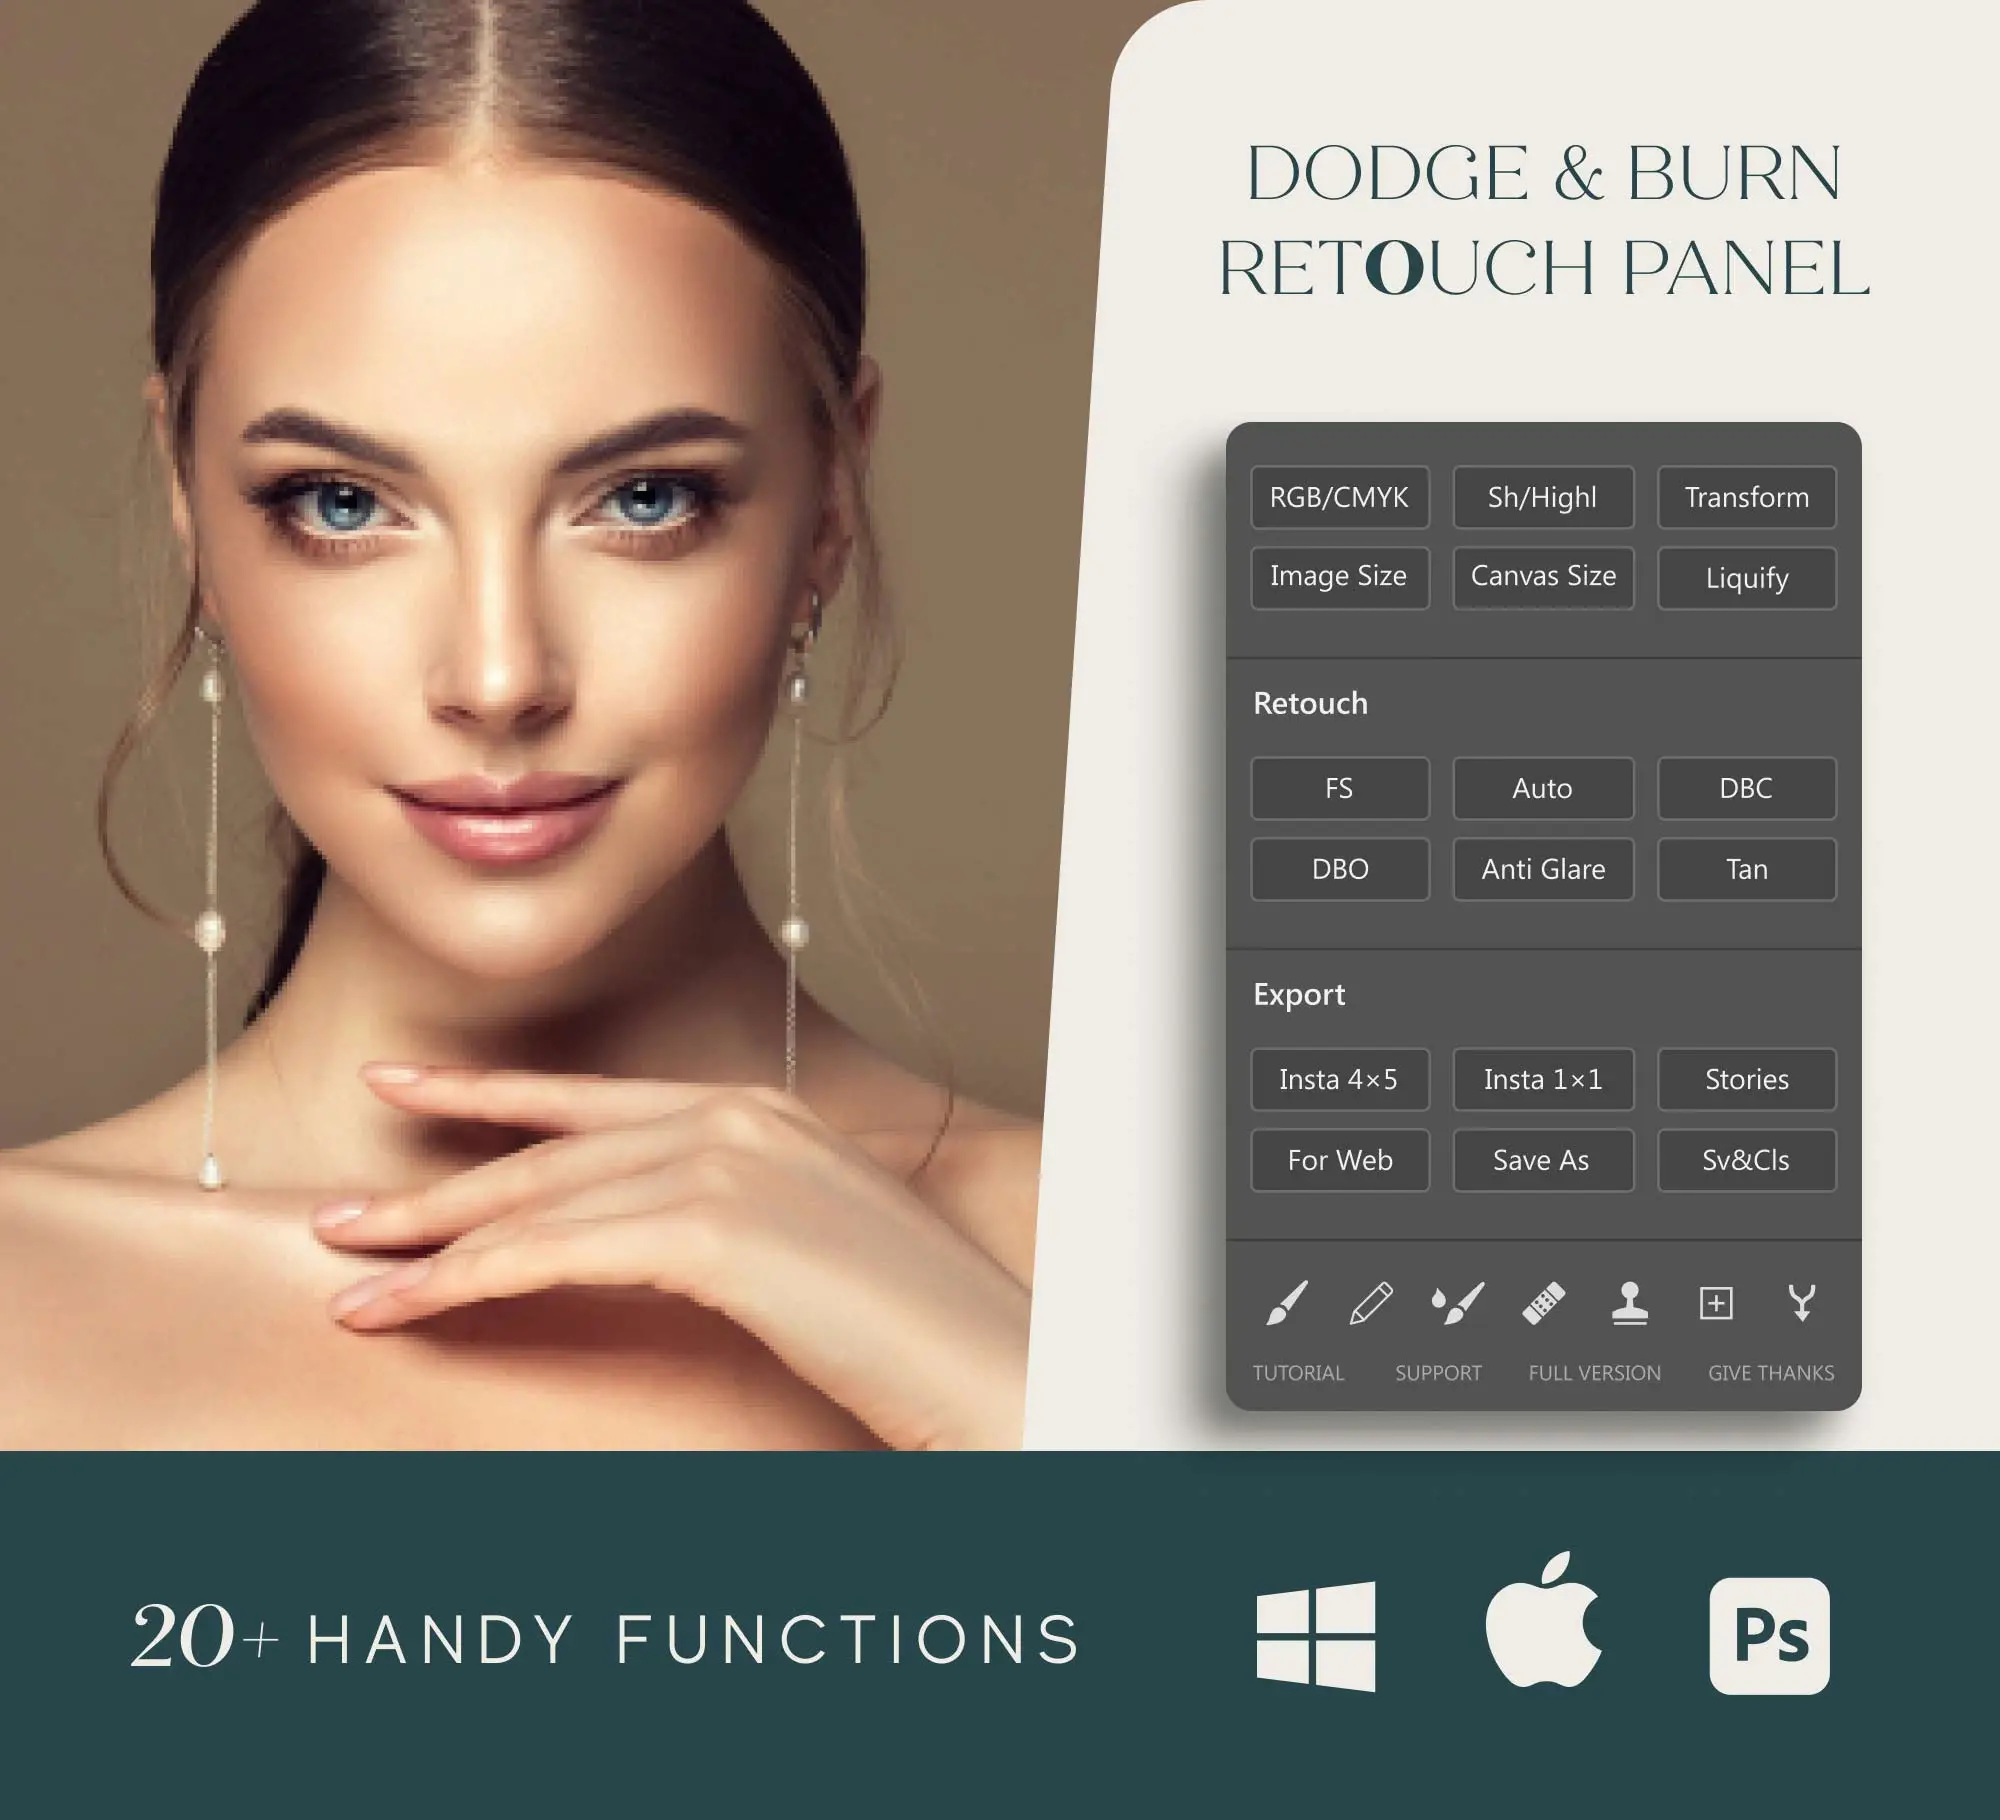 DODGE & BURN
RETOUCH PANEL
RGB/CMYK Sh/Highl Transform
Image Size Canvas Size Liquify
Retouch
FS Auto DBC
DBO Anti Glare Tan
Export
Insta 4×5 Insta 1×1 Stories
For Web Save As Sv&Cls
TUTORIAL SUPPORT FULL VERSION GIVE THANKS
20+ HANDY FUNCTIONS
Ps